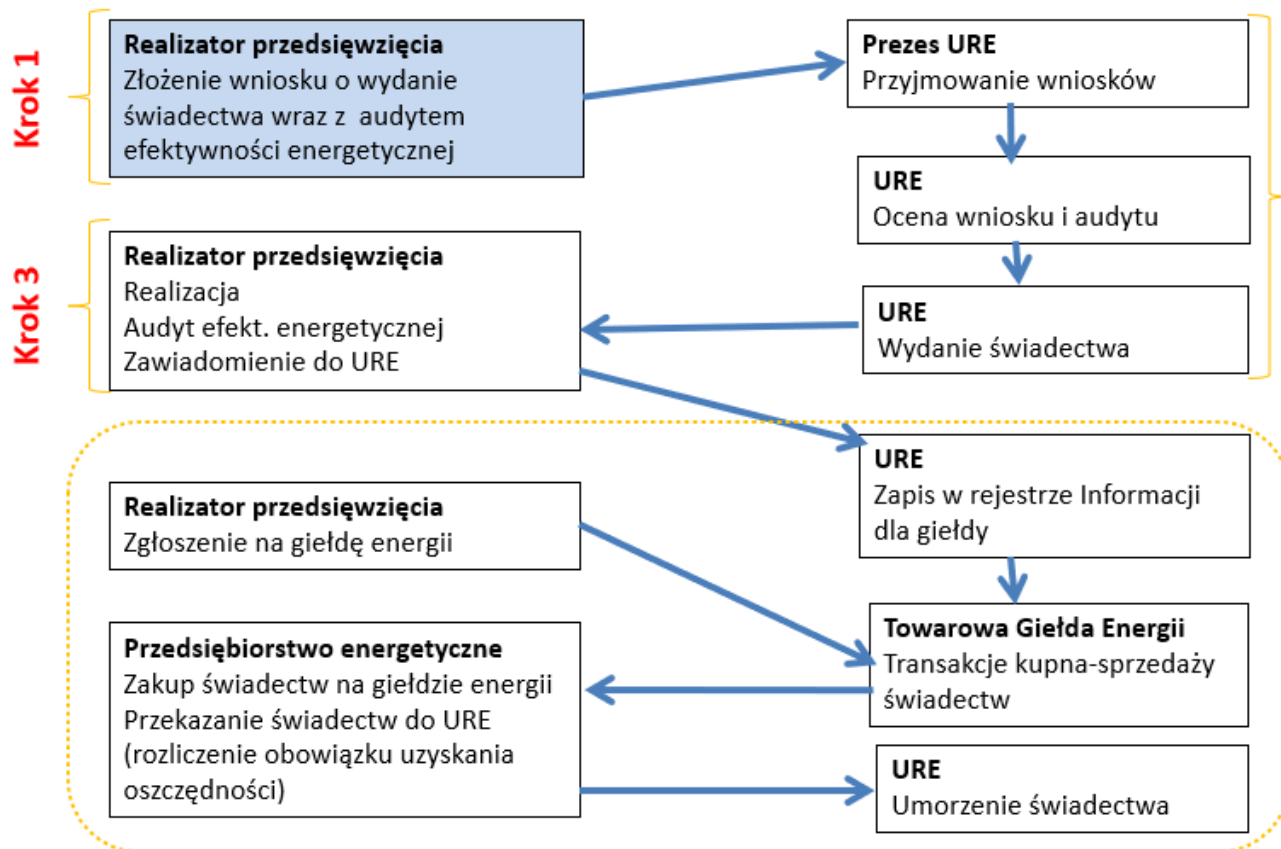 Krok 1
Realizator przedsięwzięcia
Złożenie wniosku o wydanie
świadectwa wraz z audytem
efektywności energetycznej
Prezes URE
Przyjmowanie wniosków
URE
Ocena wniosku i audytu
URE
Wydanie świadectwa
Krok 3
Realizator przedsięwzięcia
Realizacja
Audyt efekt. energetycznej
Zawiadomienie do URE
URE
Zapis w rejestrze Informacji
dla giełdy
Realizator przedsięwzięcia
Zgłoszenie na giełdę energii
Towarowa Giełda Energii
Transakcje kupna-sprzedaży
świadectw
Przedsiębiorstwo energetyczne
Zakup świadectw na giełdzie energii
Przekazanie świadectw do URE
(rozliczenie obowiązku uzyskania
oszczędności)
URE
Umorzenie świadectwa